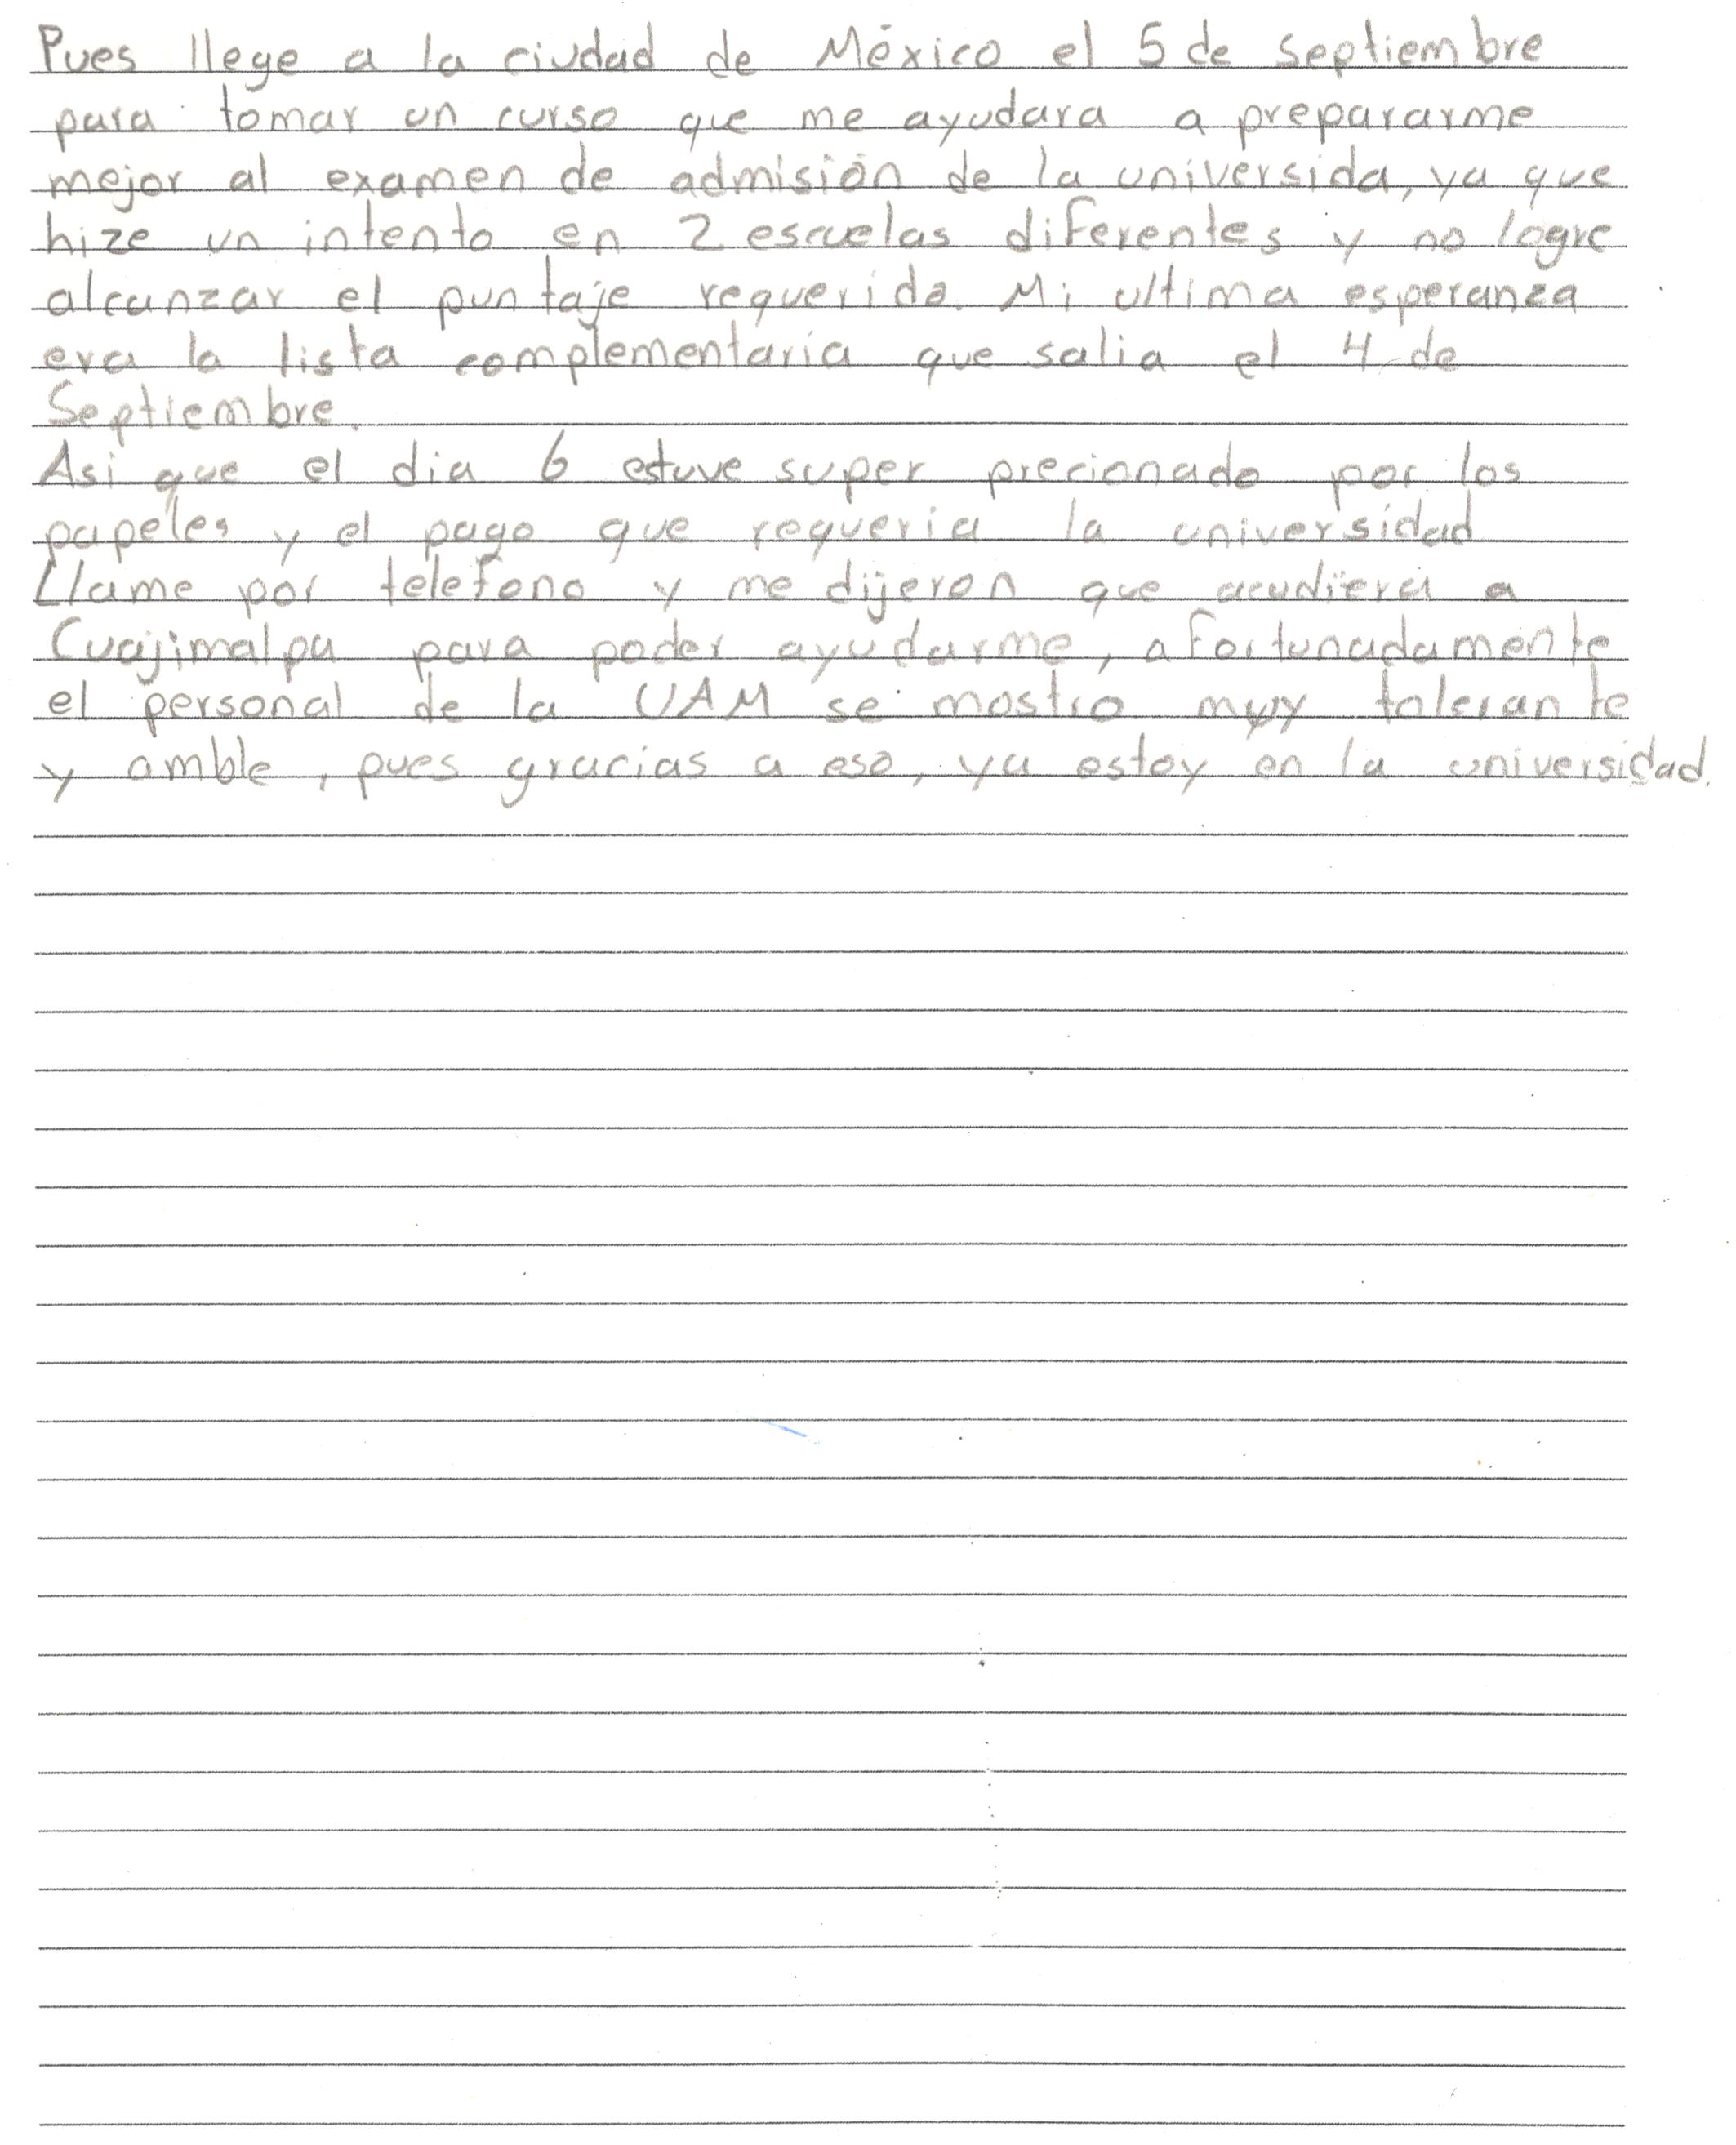 Pues llege a la ciudad de México el 5 de septiembre
para tomar un curso que me ayudara a prepararme
mejor al examen de admisión de la universida, ya que
hize un intento en 2 escuelas diferentes y no logre
alcanzar el puntaje requerido. Mi ultima esperanza
era la lista complementaria que salia el 4 de
Septiembre.
Asi que el dia 6 estuve super precionado por los
papeles y el pago que requeria la universidad
Llame por telefono y me dijeron que acudiera a
Cuajimalpa para poder ayudarme, afortunadamente
el personal de la UAM se mostro muy tolerante
y amble, pues gracias a eso, ya estoy en la universidad.